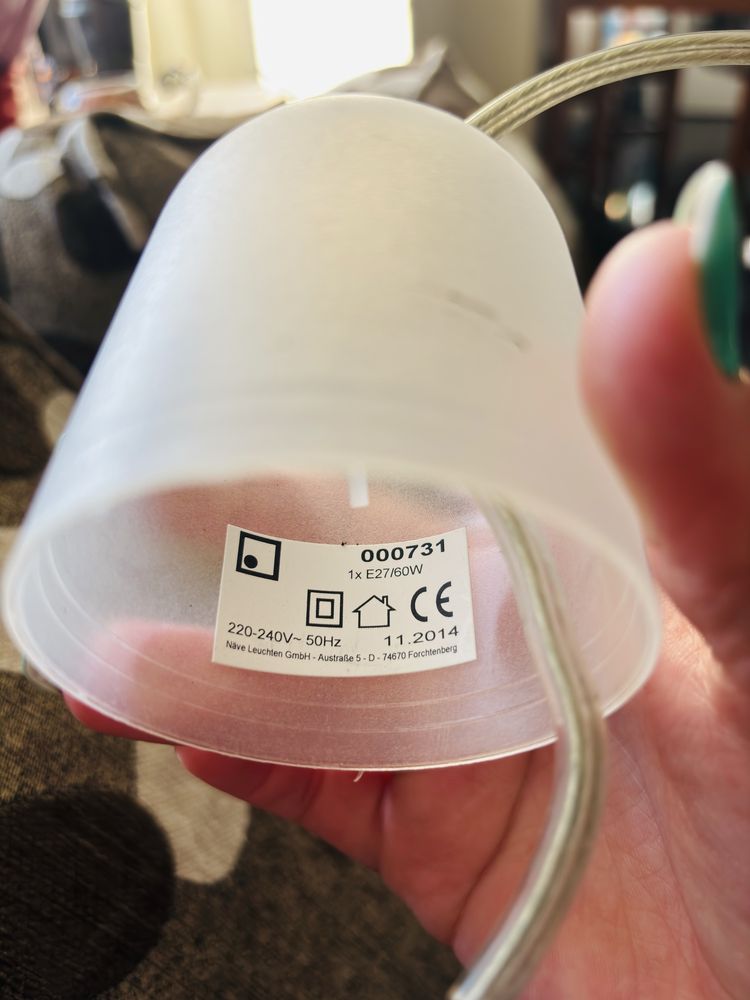 000731
1x E27/60W
CE
220-240V~ 50Hz 11.2014
Näve Leuchten GmbH - Austraße 5 - D - 74670 Forchtenberg